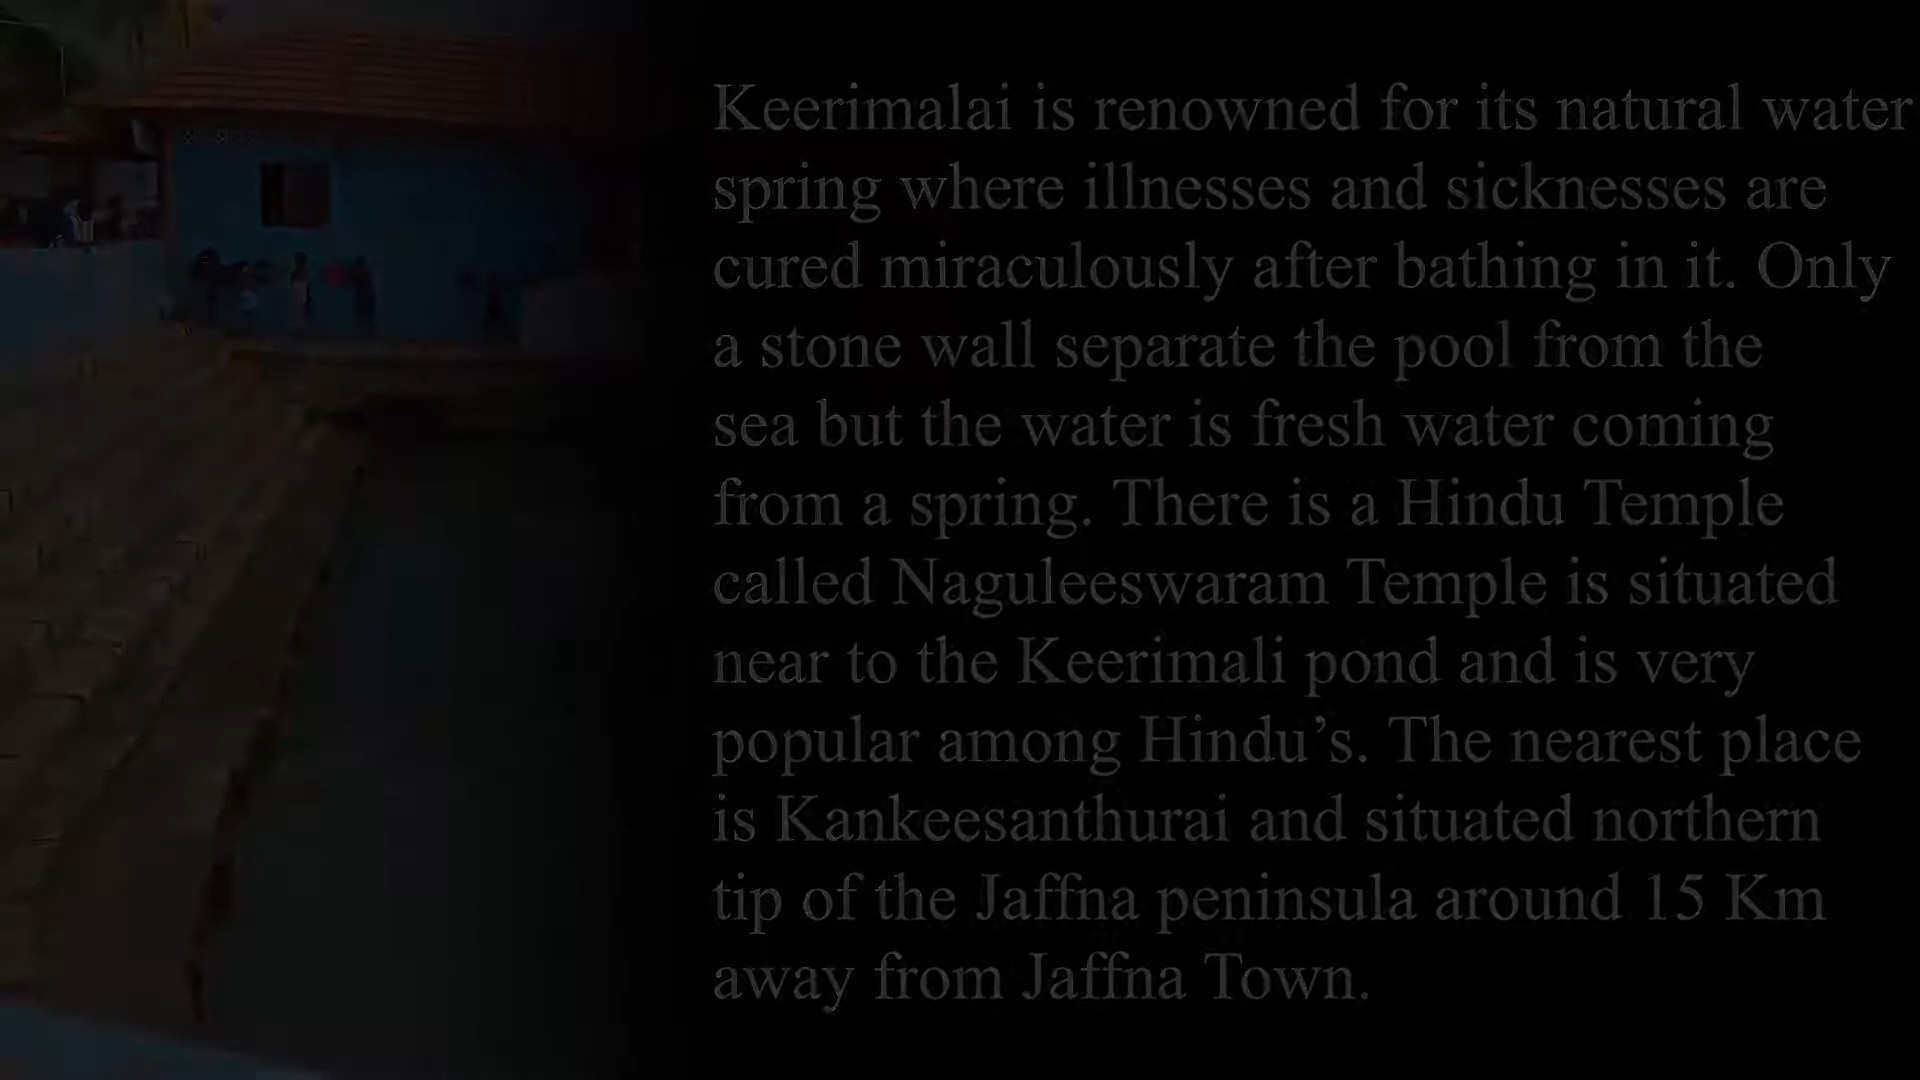 Keerimalai is renowned for its natural water
spring where illnesses and sicknesses are
cured miraculously after bathing in it. Only
a stone wall separate the pool from the
sea but the water is fresh water coming
from a spring. There is a Hindu Temple
called Naguleeswaram Temple is situated
near to the Keerimali pond and is very
popular among Hindu’s. The nearest place
is Kankeesanthurai and situated northern
tip of the Jaffna peninsula around 15 Km
away from Jaffna Town.